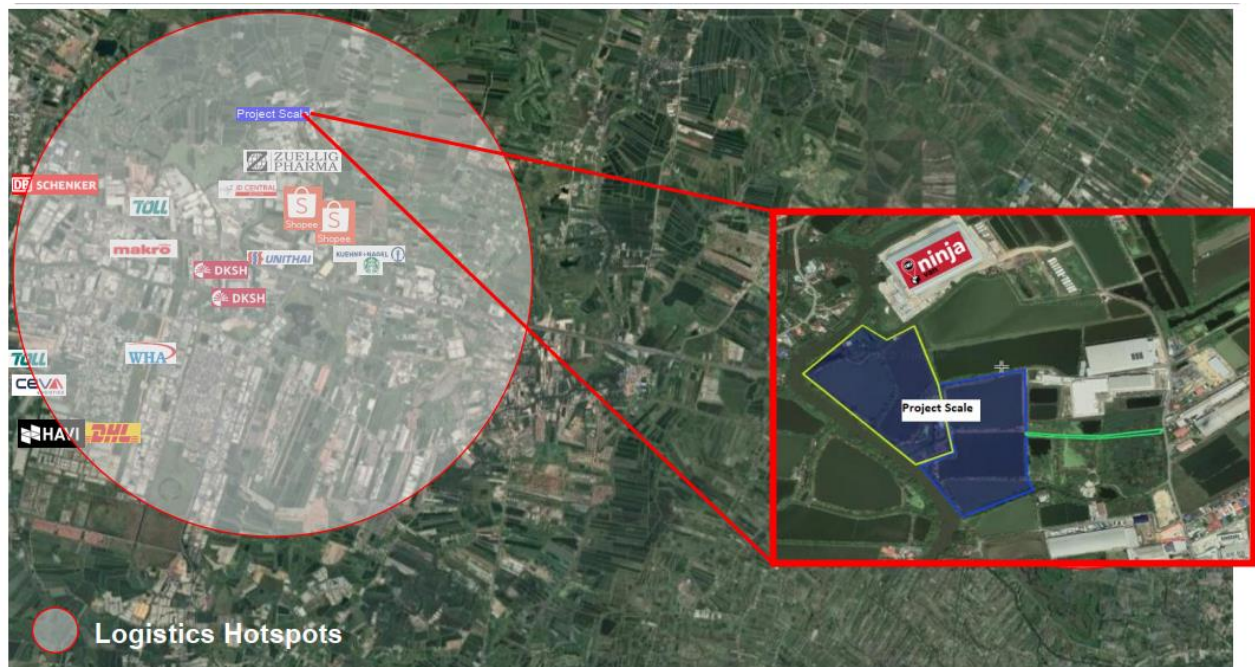 Project Scale
ZUELLIG
PHARMA
DB SCHENKER
JD CENTRAL
TOLL
Shopee
Shopee
makro
UNITHAI
KUEHNE+NAGEL
DKSH
DKSH
TOLL
WHA
CEVA
HAVI
DHL
ninja
Project Scale
Logistics Hotspots